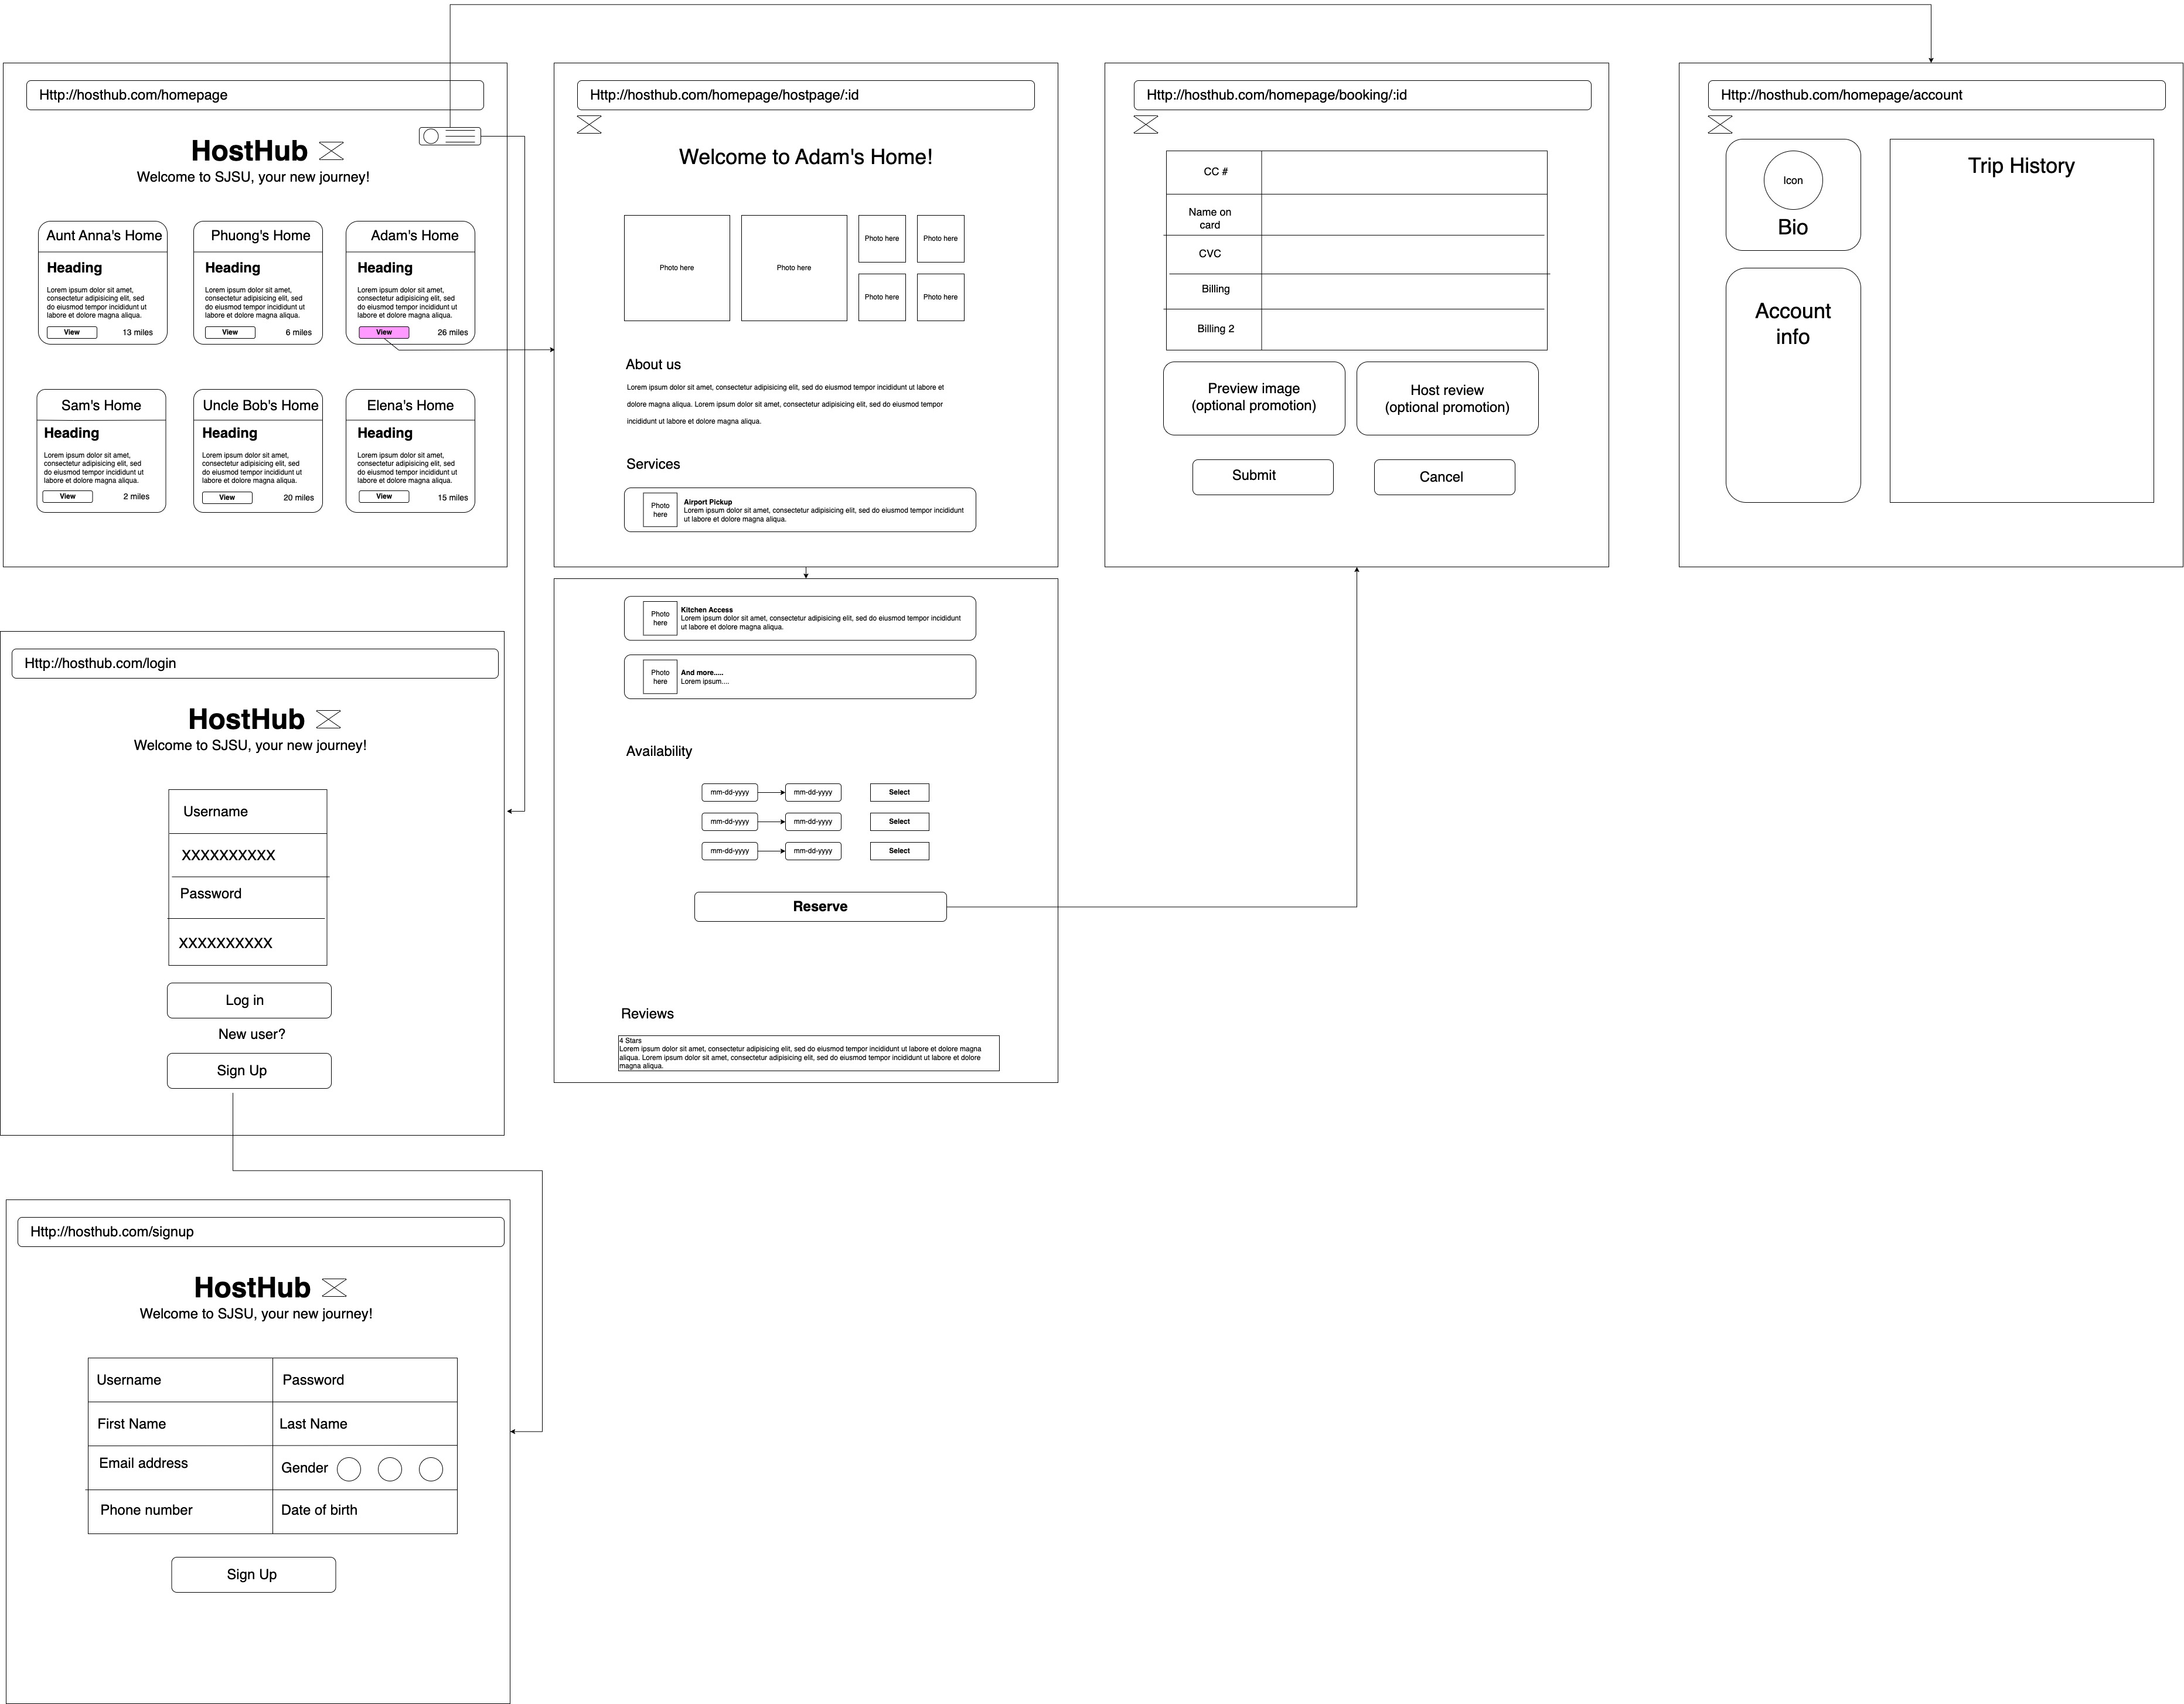 Http://hosthub.com/homepage
HostHub
Welcome to SJSU, your new journey!
Aunt Anna's Home
Heading
Lorem ipsum dolor sit amet,
consectetur adipisicing elit, sed
do eiusmod tempor incididunt ut
labore et dolore magna aliqua.
View
13 miles
Phuong's Home
Heading
Lorem ipsum dolor sit amet,
consectetur adipisicing elit, sed
do eiusmod tempor incididunt ut
labore et dolore magna aliqua.
View
6 miles
Adam's Home
Heading
Lorem ipsum dolor sit amet,
consectetur adipisicing elit, sed
do eiusmod tempor incididunt ut
labore et dolore magna aliqua.
View
26 miles
Sam's Home
Heading
Lorem ipsum dolor sit amet,
consectetur adipisicing elit, sed
do eiusmod tempor incididunt ut
labore et dolore magna aliqua.
View
2 miles
Uncle Bob's Home
Heading
Lorem ipsum dolor sit amet,
consectetur adipisicing elit, sed
do eiusmod tempor incididunt ut
labore et dolore magna aliqua.
View
20 miles
Elena's Home
Heading
Lorem ipsum dolor sit amet,
consectetur adipisicing elit, sed
do eiusmod tempor incididunt ut
labore et dolore magna aliqua.
View
15 miles
Http://hosthub.com/homepage/hostpage/:id
Welcome to Adam's Home!
Photo here
Photo here
Photo here
Photo here
Photo here
Photo here
About us
Lorem ipsum dolor sit amet, consectetur adipisicing elit, sed do eiusmod tempor incididunt ut labore et
dolore magna aliqua. Lorem ipsum dolor sit amet, consectetur adipisicing elit, sed do eiusmod tempor
incididunt ut labore et dolore magna aliqua.
Services
Photo
here
Airport Pickup
Lorem ipsum dolor sit amet, consectetur adipisicing elit, sed do eiusmod tempor incididunt
ut labore et dolore magna aliqua.
Photo
here
Kitchen Access
Lorem ipsum dolor sit amet, consectetur adipisicing elit, sed do eiusmod tempor incididunt
ut labore et dolore magna aliqua.
Photo
here
And more.....
Lorem ipsum....
Availability
mm-dd-yyyy
mm-dd-yyyy
Select
mm-dd-yyyy
mm-dd-yyyy
Select
mm-dd-yyyy
mm-dd-yyyy
Select
Reserve
Reviews
4 Stars
Lorem ipsum dolor sit amet, consectetur adipisicing elit, sed do eiusmod tempor incididunt ut labore et dolore magna
aliqua. Lorem ipsum dolor sit amet, consectetur adipisicing elit, sed do eiusmod tempor incididunt ut labore et dolore
magna aliqua.
Http://hosthub.com/homepage/booking/:id
CC #
Name on
card
CVC
Billing
Billing 2
Preview image
(optional promotion)
Host review
(optional promotion)
Submit
Cancel
Http://hosthub.com/homepage/account
Icon
Bio
Account
info
Trip History
Http://hosthub.com/login
HostHub
Welcome to SJSU, your new journey!
Username
XXXXXXXXXX
Password
XXXXXXXXXX
Log in
New user?
Sign Up
Http://hosthub.com/signup
HostHub
Welcome to SJSU, your new journey!
Username
Password
First Name
Last Name
Email address
Gender
Phone number
Date of birth
Sign Up